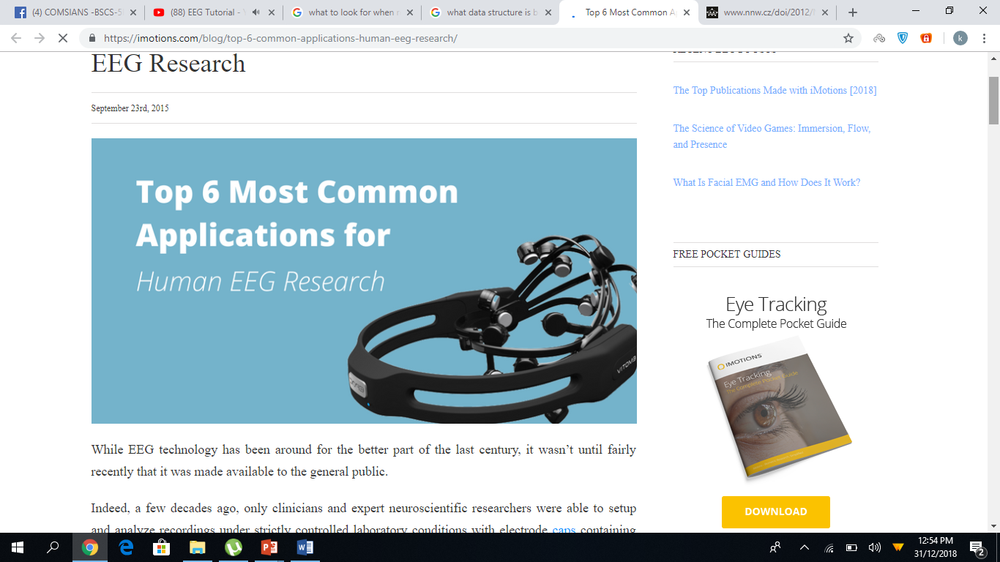 (4) COMSIANS -BSCS-5
(88) EEG Tutorial - Y
what to look for when r
what data structure is b
Top 6 Most Common A
www.nnw.cz/doi/2012/
https://imotions.com/blog/top-6-common-applications-human-eeg-research/
k
EEG Research
September 23rd, 2015
Top 6 Most Common
Applications for
Human EEG Research
While EEG technology has been around for the better part of the last century, it wasn’t until fairly
recently that it was made available to the general public.
Indeed, a few decades ago, only clinicians and expert neuroscientific researchers were able to setup
and analyze recordings under strictly controlled laboratory conditions with electrode caps containing
The Top Publications Made with iMotions [2018]
The Science of Video Games: Immersion, Flow,
and Presence
What Is Facial EMG and How Does It Work?
FREE POCKET GUIDES
Eye Tracking
The Complete Pocket Guide
IMOTIONS
Eye Tracking
The Complete Pocket Guide
DOWNLOAD
12:54 PM
31/12/2018
2